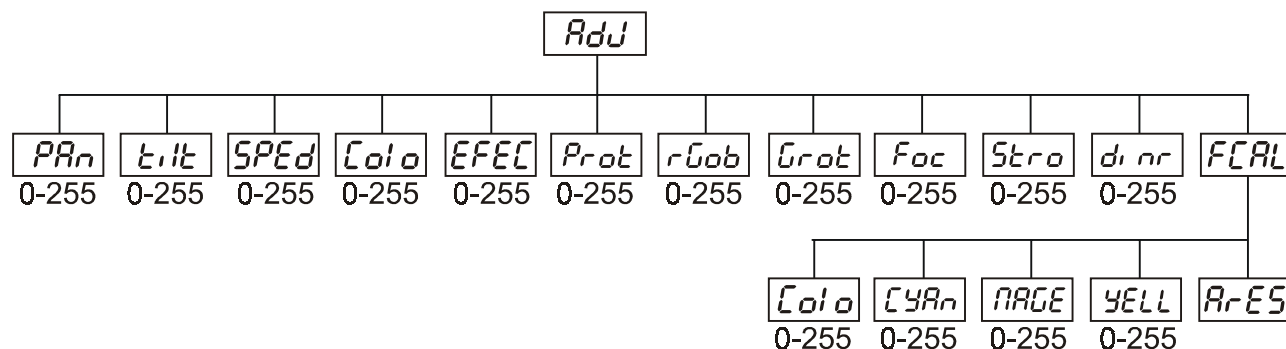 AdJ
PAn tilt SPEd Colo EFEC Prot rGob Grot Foc Stro dinr FCAL
0-255 0-255 0-255 0-255 0-255 0-255 0-255 0-255 0-255 0-255 0-255
Colo CYAn MAGE YELL ArES
0-255 0-255 0-255 0-255